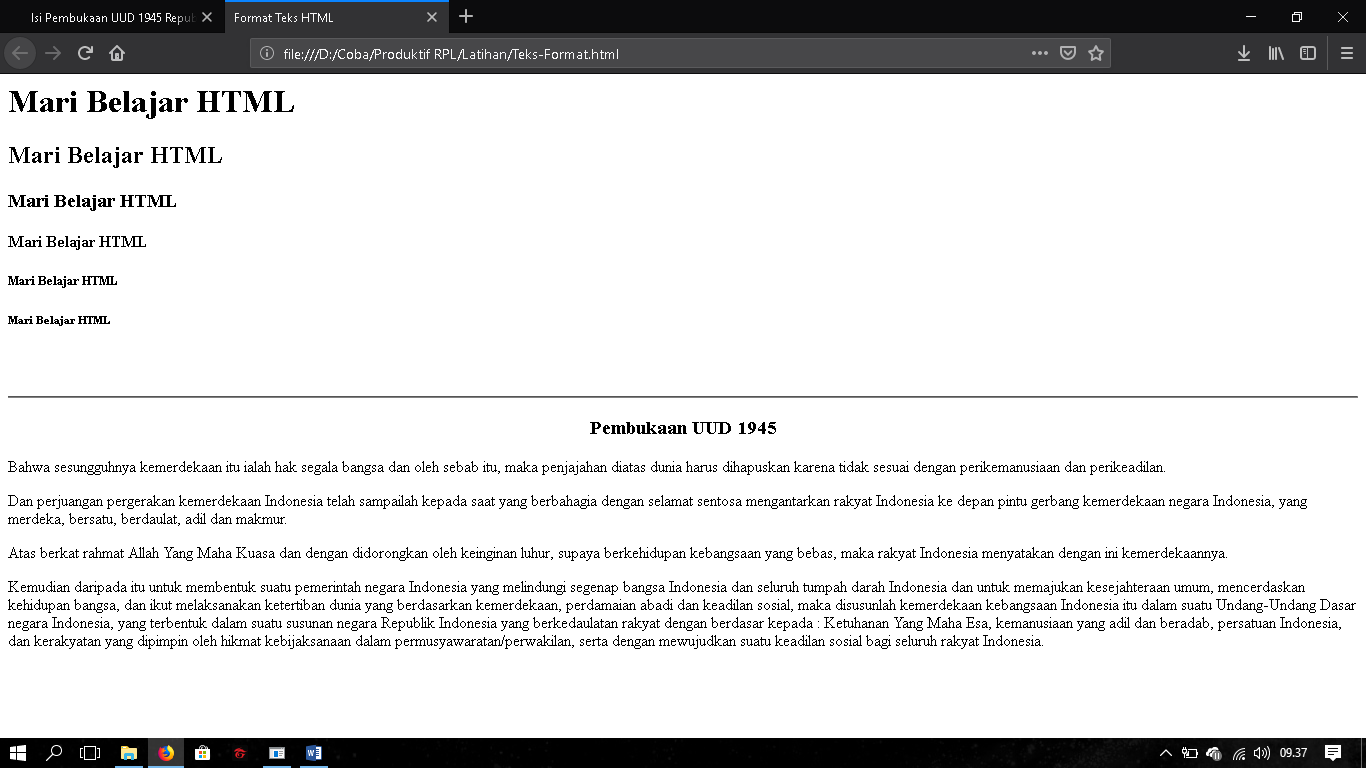 Isi Pembukaan UUD 1945 Repub
Format Teks HTML
file:///D:/Coba/Produktif RPL/Latihan/Teks-Format.html
Mari Belajar HTML
Mari Belajar HTML
Mari Belajar HTML
Mari Belajar HTML
Mari Belajar HTML
Mari Belajar HTML
Pembukaan UUD 1945
Bahwa sesungguhnya kemerdekaan itu ialah hak segala bangsa dan oleh sebab itu, maka penjajahan diatas dunia harus dihapuskan karena tidak sesuai dengan perikemanusiaan dan perikeadilan.
Dan perjuangan pergerakan kemerdekaan Indonesia telah sampailah kepada saat yang berbahagia dengan selamat sentosa mengantarkan rakyat Indonesia ke depan pintu gerbang kemerdekaan negara Indonesia, yang
merdeka, bersatu, berdaulat, adil dan makmur.
Atas berkat rahmat Allah Yang Maha Kuasa dan dengan didorongkan oleh keinginan luhur, supaya berkehidupan kebangsaan yang bebas, maka rakyat Indonesia menyatakan dengan ini kemerdekaannya.
Kemudian daripada itu untuk membentuk suatu pemerintah negara Indonesia yang melindungi segenap bangsa Indonesia dan seluruh tumpah darah Indonesia dan untuk memajukan kesejahteraan umum, mencerdaskan
kehidupan bangsa, dan ikut melaksanakan ketertiban dunia yang berdasarkan kemerdekaan, perdamaian abadi dan keadilan sosial, maka disusunlah kemerdekaan kebangsaan Indonesia itu dalam suatu Undang-Undang Dasar
negara Indonesia, yang terbentuk dalam suatu susunan negara Republik Indonesia yang berkedaulatan rakyat dengan berdasar kepada : Ketuhanan Yang Maha Esa, kemanusiaan yang adil dan beradab, persatuan Indonesia,
dan kerakyatan yang dipimpin oleh hikmat kebijaksanaan dalam permusyawaratan/perwakilan, serta dengan mewujudkan suatu keadilan sosial bagi seluruh rakyat Indonesia.
09.37